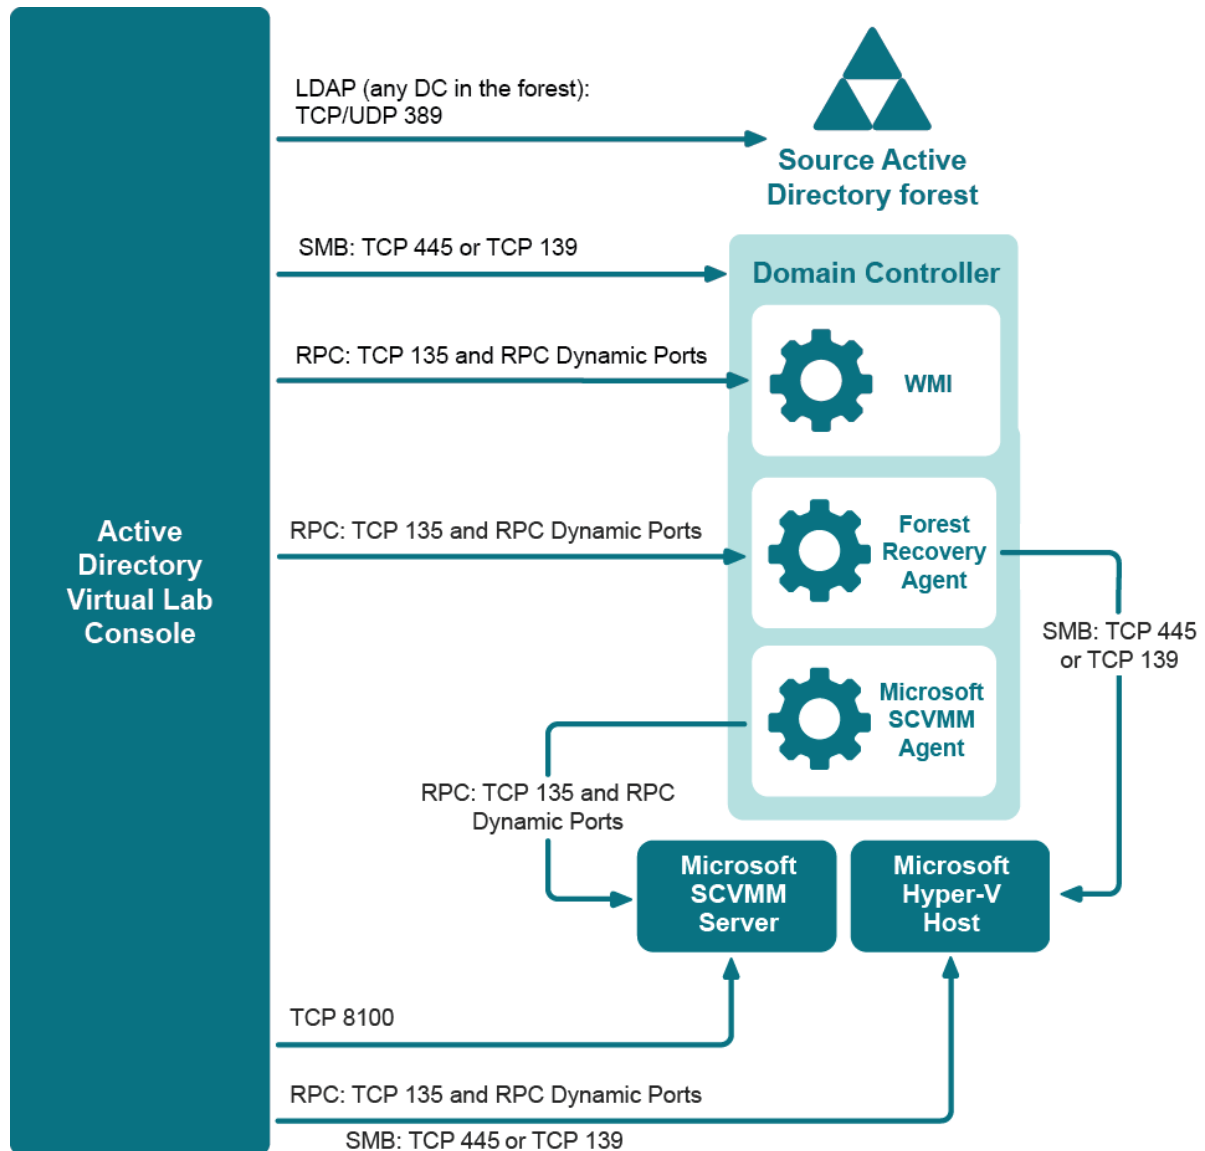 LDAP (any DC in the forest):
TCP/UDP 389
Source Active
Directory forest
SMB: TCP 445 or TCP 139
Domain Controller
RPC: TCP 135 and RPC Dynamic Ports
WMI
Active
Directory
Virtual Lab
Console
RPC: TCP 135 and RPC Dynamic Ports
Forest
Recovery
Agent
SMB: TCP 445
or TCP 139
Microsoft
SCVMM
Agent
RPC: TCP 135 and RPC
Dynamic Ports
Microsoft
SCVMM
Server
Microsoft
Hyper-V
Host
TCP 8100
RPC: TCP 135 and RPC Dynamic Ports
SMB: TCP 445 or TCP 139